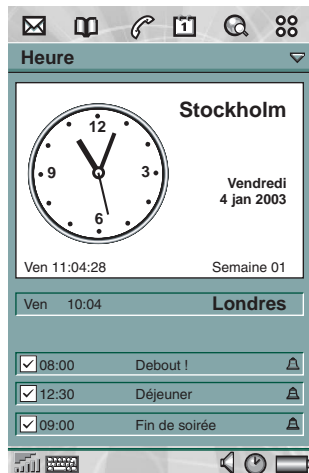 1
Heure
Stockholm
12
9
3
6
Vendredi
4 jan 2003
Ven 11:04:28
Semaine 01
Ven 10:04 Londres
08:00 Debout !
12:30 Déjeuner
09:00 Fin de soirée